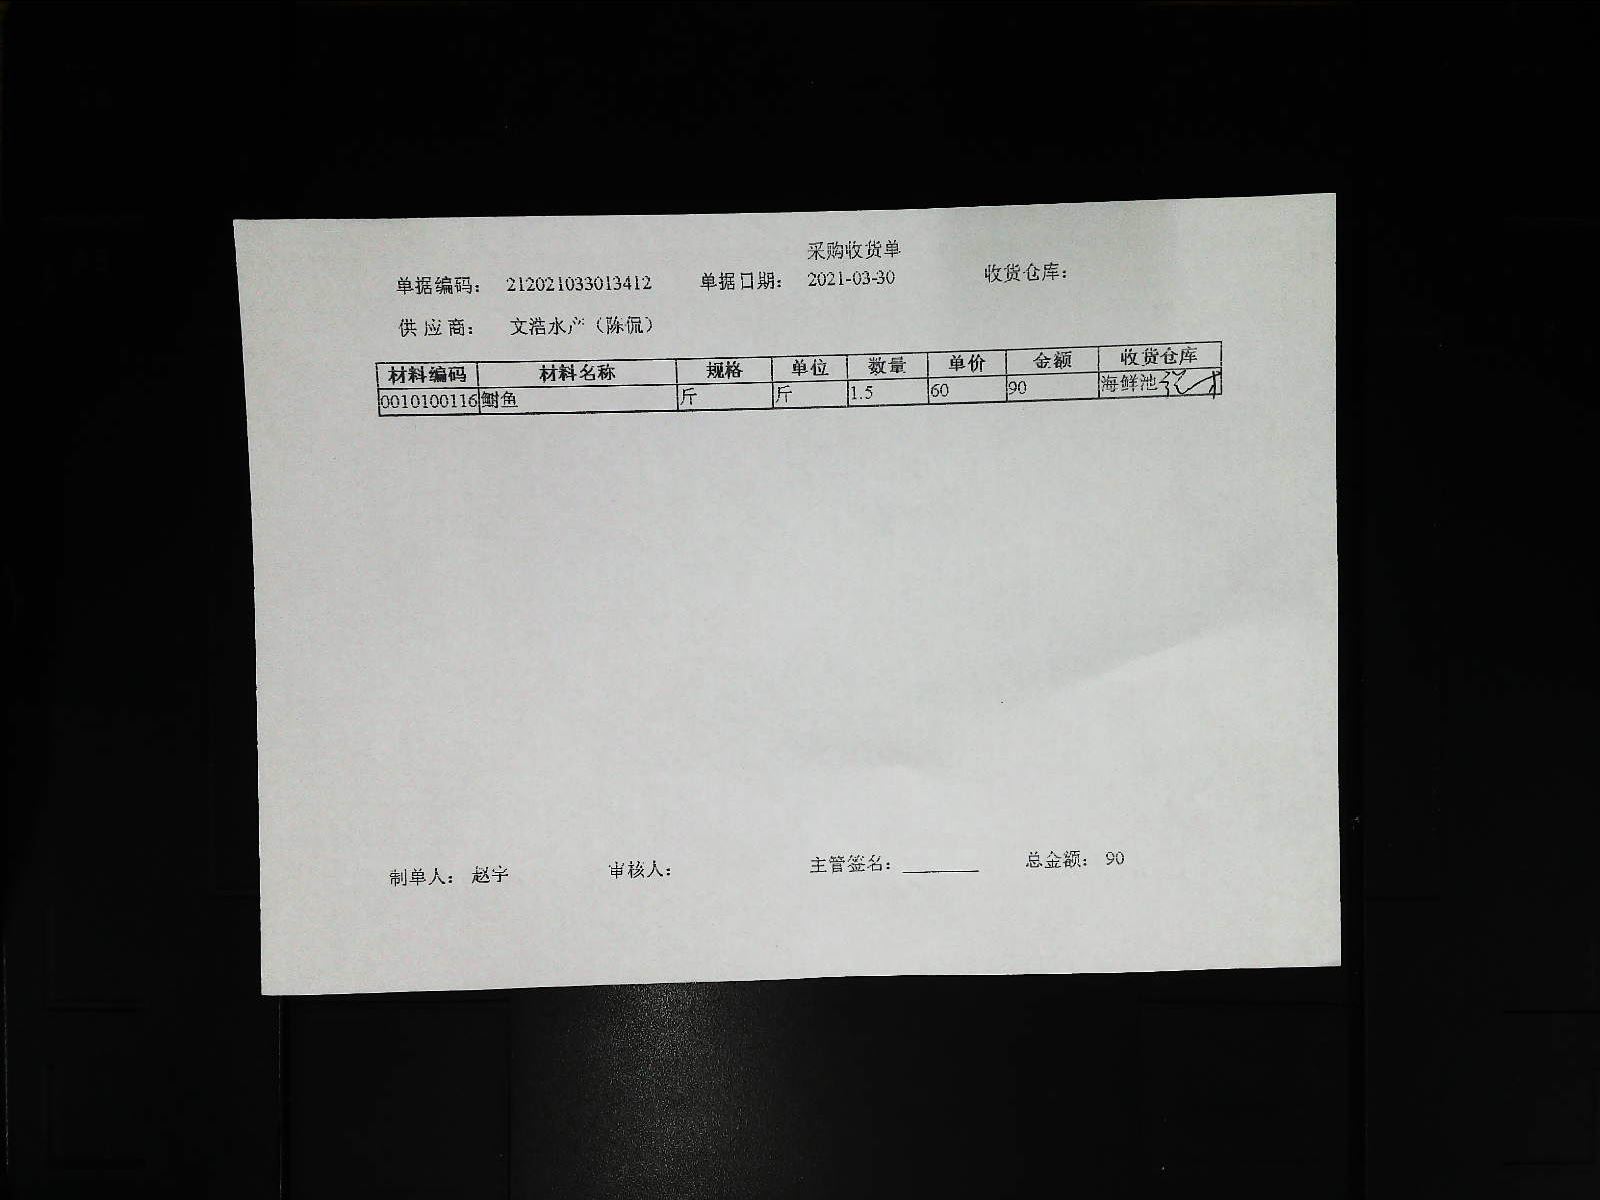 采购收货单
单据编码： 212021033013412 单据日期： 2021-03-30 收货仓库：
供 应 商： 文浩水产（陈侃）
材料编码 材料名称 规格 单位 数量 单价 金额 收货仓库
0010100116 鲥鱼 斤 斤 1.5 60 90 海鲜池
制单人： 赵宇 审核人： 主管签名： ______ 总金额： 90